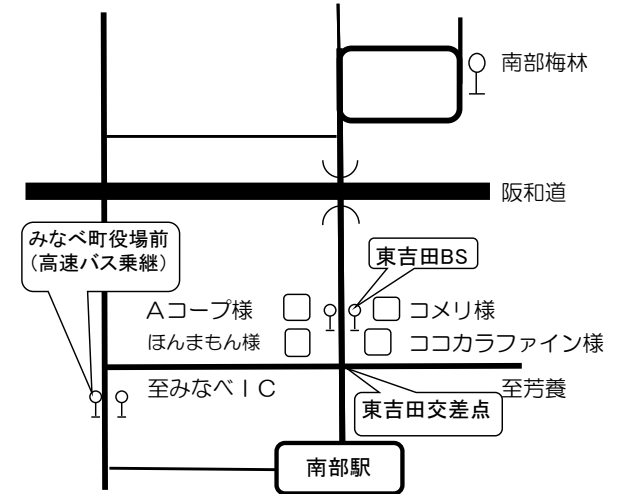 南部梅林
阪和道
みなべ町役場前
(高速バス乗継)
東吉田BS
Aコープ様
コメリ様
ほんまもん様
ココカラファイン様
至みなべIC
至芳養
東吉田交差点
南部駅